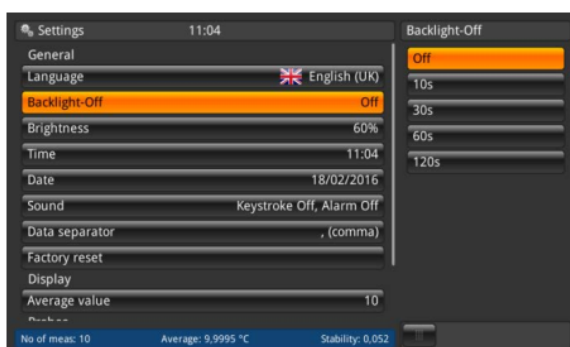 Settings 11:04
General
Language English (UK)
Backlight-Off Off
Brightness 60%
Time 11:04
Date 18/02/2016
Sound Keystroke Off, Alarm Off
Data separator , (comma)
Factory reset
Display
Average value 10
No of meas: 10 Average: 9,9995 °C Stability: 0,052
Backlight-Off
Off
10s
30s
60s
120s